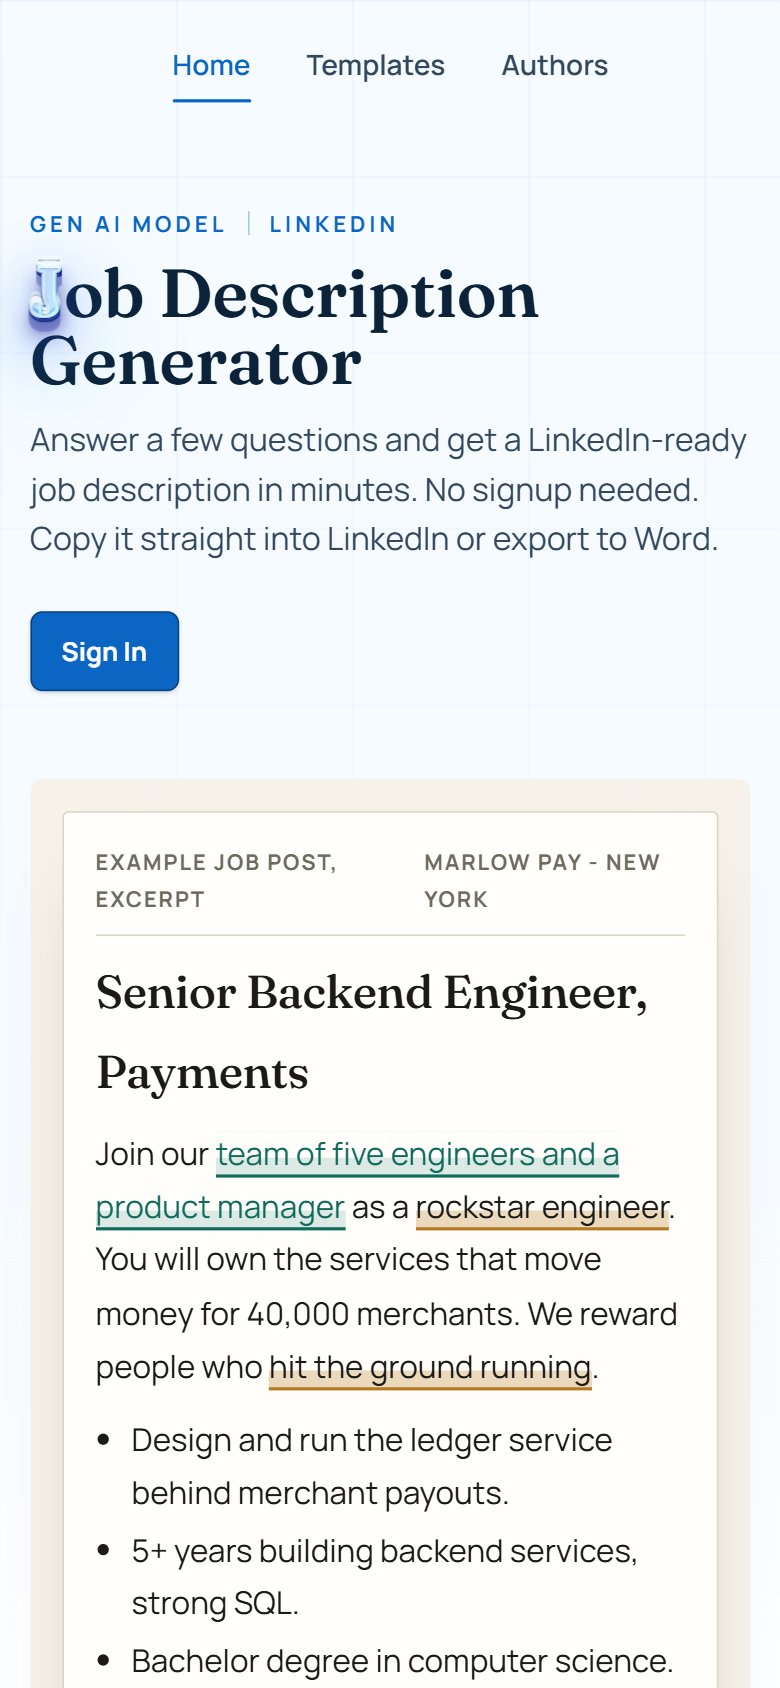 Home Templates Authors
GEN AI MODEL | LINKEDIN
Job Description
Generator
Answer a few questions and get a LinkedIn-ready
job description in minutes. No signup needed.
Copy it straight into LinkedIn or export to Word.
Sign In
EXAMPLE JOB POST,
EXCERPT
MARLOW PAY - NEW
YORK
Senior Backend Engineer,
Payments
Join our team of five engineers and a
product manager as a rockstar engineer.
You will own the services that move
money for 40,000 merchants. We reward
people who hit the ground running.
• Design and run the ledger service
behind merchant payouts.
• 5+ years building backend services,
strong SQL.
• Bachelor degree in computer science.